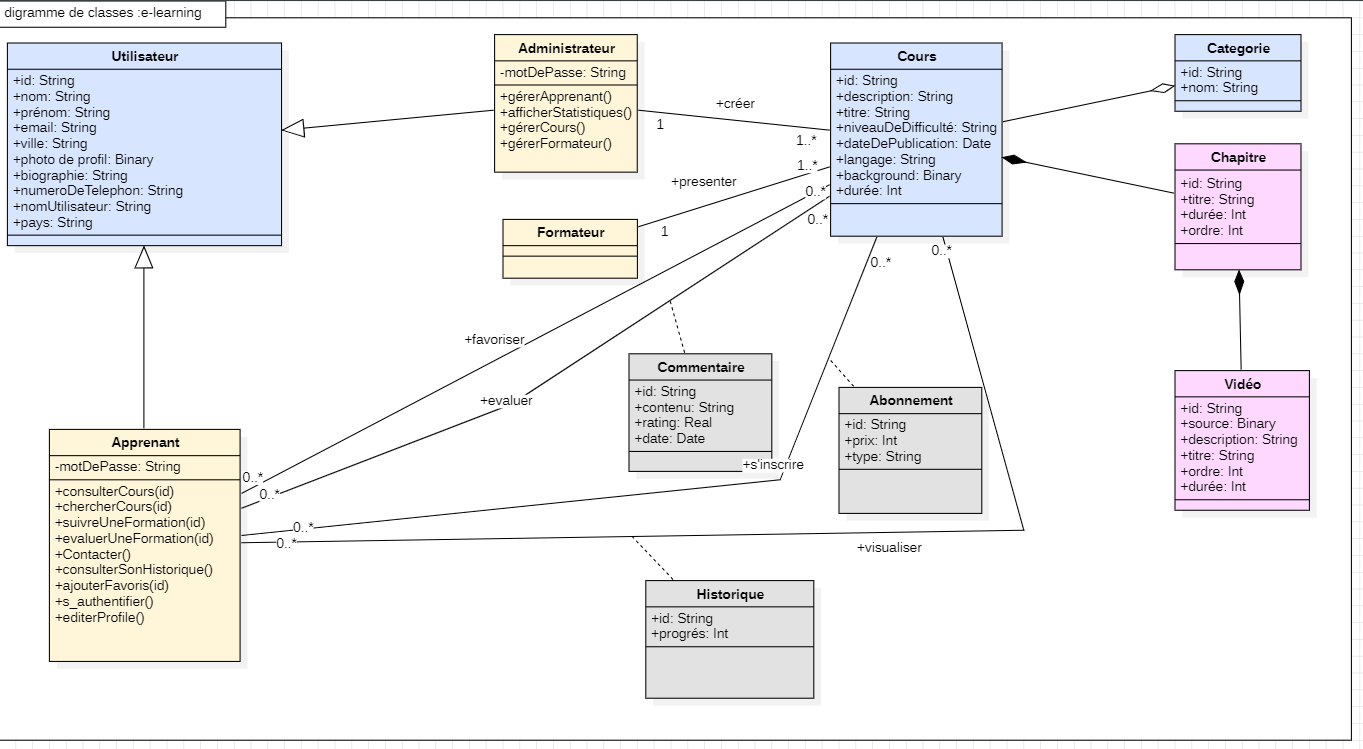 digramme de classes :e-learning
Utilisateur
+id: String
+nom: String
+prénom: String
+email: String
+ville: String
+photo de profil: Binary
+biographie: String
+numeroDeTelephon: String
+nomUtilisateur: String
+pays: String
Administrateur
-motDePasse: String
+gérerApprenant()
+afficherStatistiques()
+gérerCours()
+gérerFormateur()
+créer
1
1..*
Formateur
+presenter
1
1..*
Cours
+id: String
+description: String
+titre: String
+niveauDeDifficulté: String
+dateDePublication: Date
+langage: String
+background: Binary
+durée: Int
Categorie
+id: String
+nom: String
Chapitre
+id: String
+titre: String
+durée: Int
+ordre: Int
Vidéo
+id: String
+source: Binary
+description: String
+titre: String
+ordre: Int
+durée: Int
0..*
0..*
0..*
0..*
+favoriser
+evaluer
Commentaire
+id: String
+contenu: String
+rating: Real
+date: Date
Abonnement
+id: String
+prix: Int
+type: String
+s'inscrire
Apprenant
-motDePasse: String
+consulterCours(id)
+chercherCours(id)
+suivreUneFormation(id)
+evaluerUneFormation(id)
+Contacter()
+consulterSonHistorique()
+ajouterFavoris(id)
+s_authentifier()
+editerProfile()
0..*
0..*
0..*
0..*
+visualiser
Historique
+id: String
+progrés: Int